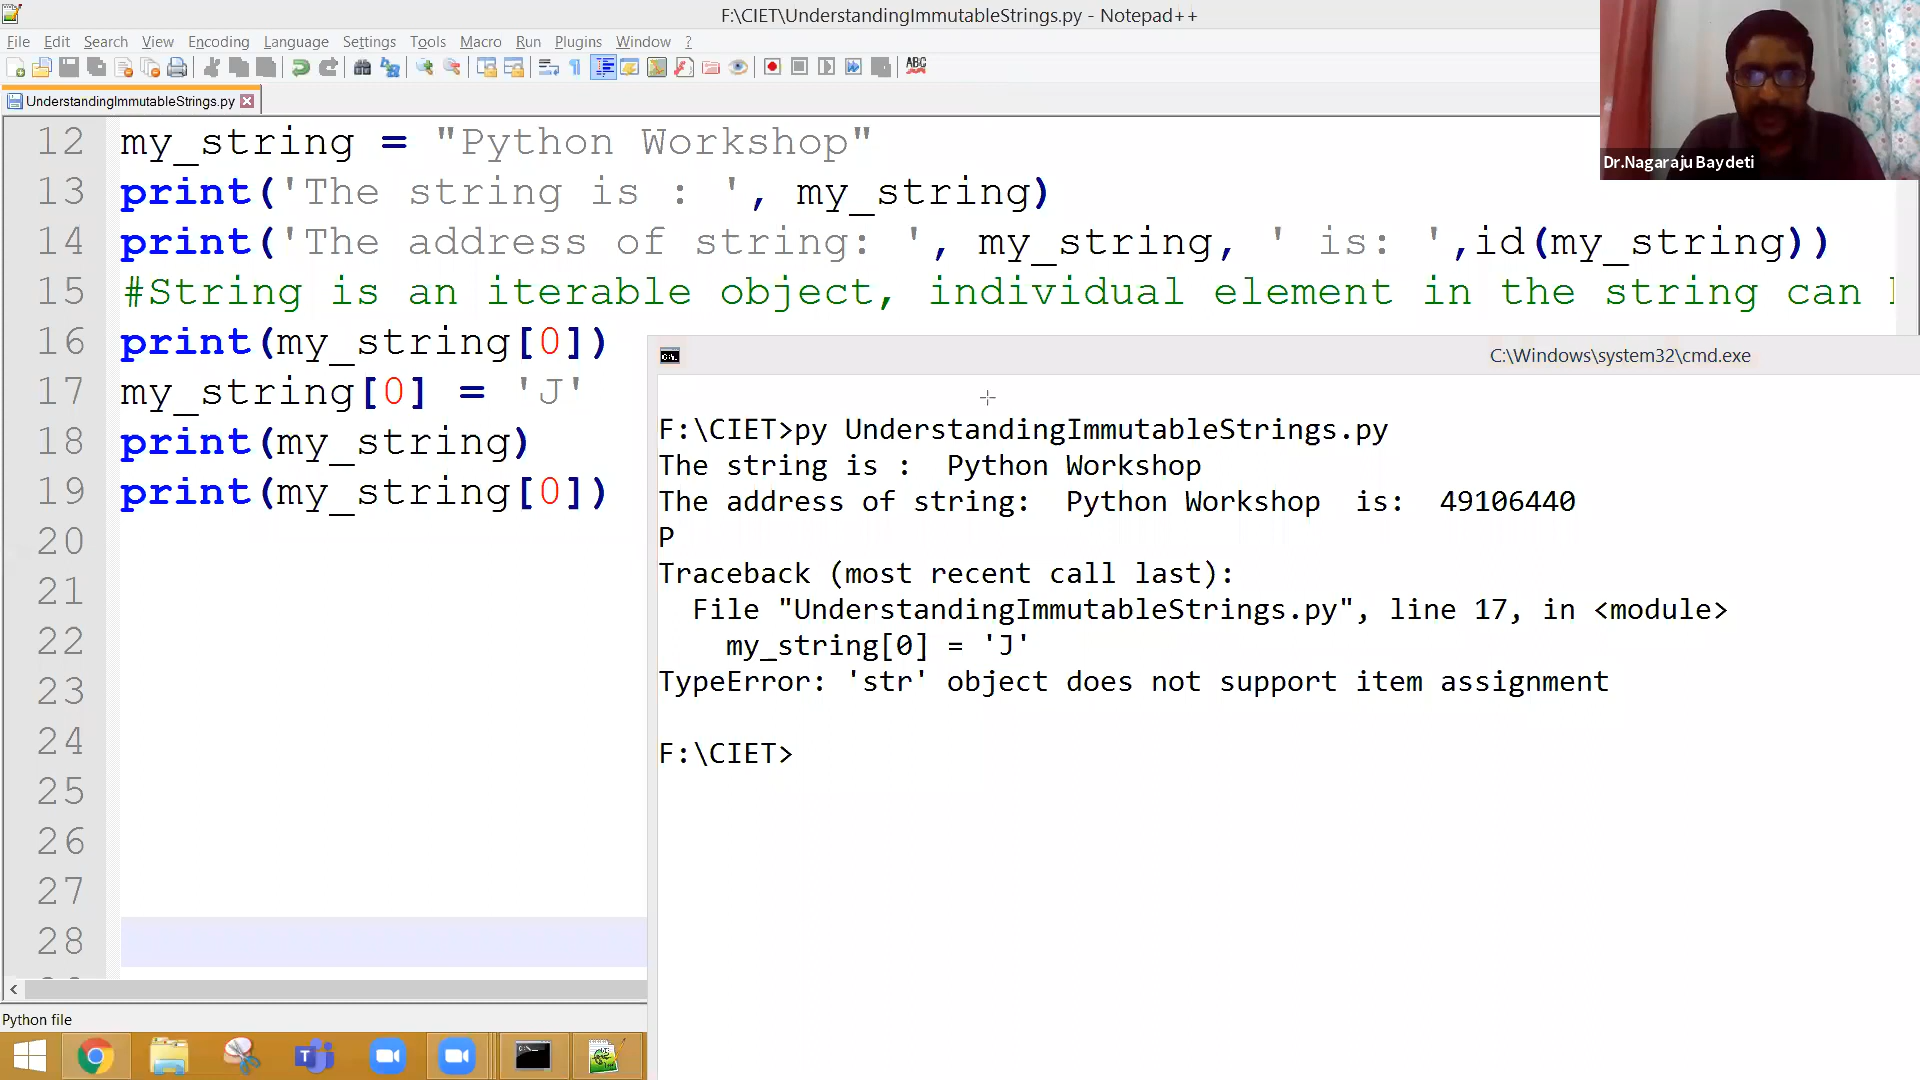 F:\CIET\UnderstandingImmutableStrings.py - Notepad++
File Edit Search View Encoding Language Settings Tools Macro Run Plugins Window ?
ABC
UnderstandingImmutableStrings.py
Dr.Nagaraju Baydeti
12 my_string = "Python Workshop"
13 print('The string is : ', my_string)
14 print('The address of string: ', my_string, ' is: ',id(my_string))
15 #String is an iterable object, individual element in the string can
16 print(my_string[0])
17 my_string[0] = 'J'
18 print(my_string)
19 print(my_string[0])
20
21
22
23
24
25
26
27
28
C:\Windows\system32\cmd.exe
F:\CIET>py UnderstandingImmutableStrings.py
The string is :  Python Workshop
The address of string:  Python Workshop  is:  49106440
P
Traceback (most recent call last):
  File "UnderstandingImmutableStrings.py", line 17, in <module>
    my_string[0] = 'J'
TypeError: 'str' object does not support item assignment
F:\CIET>
Python file